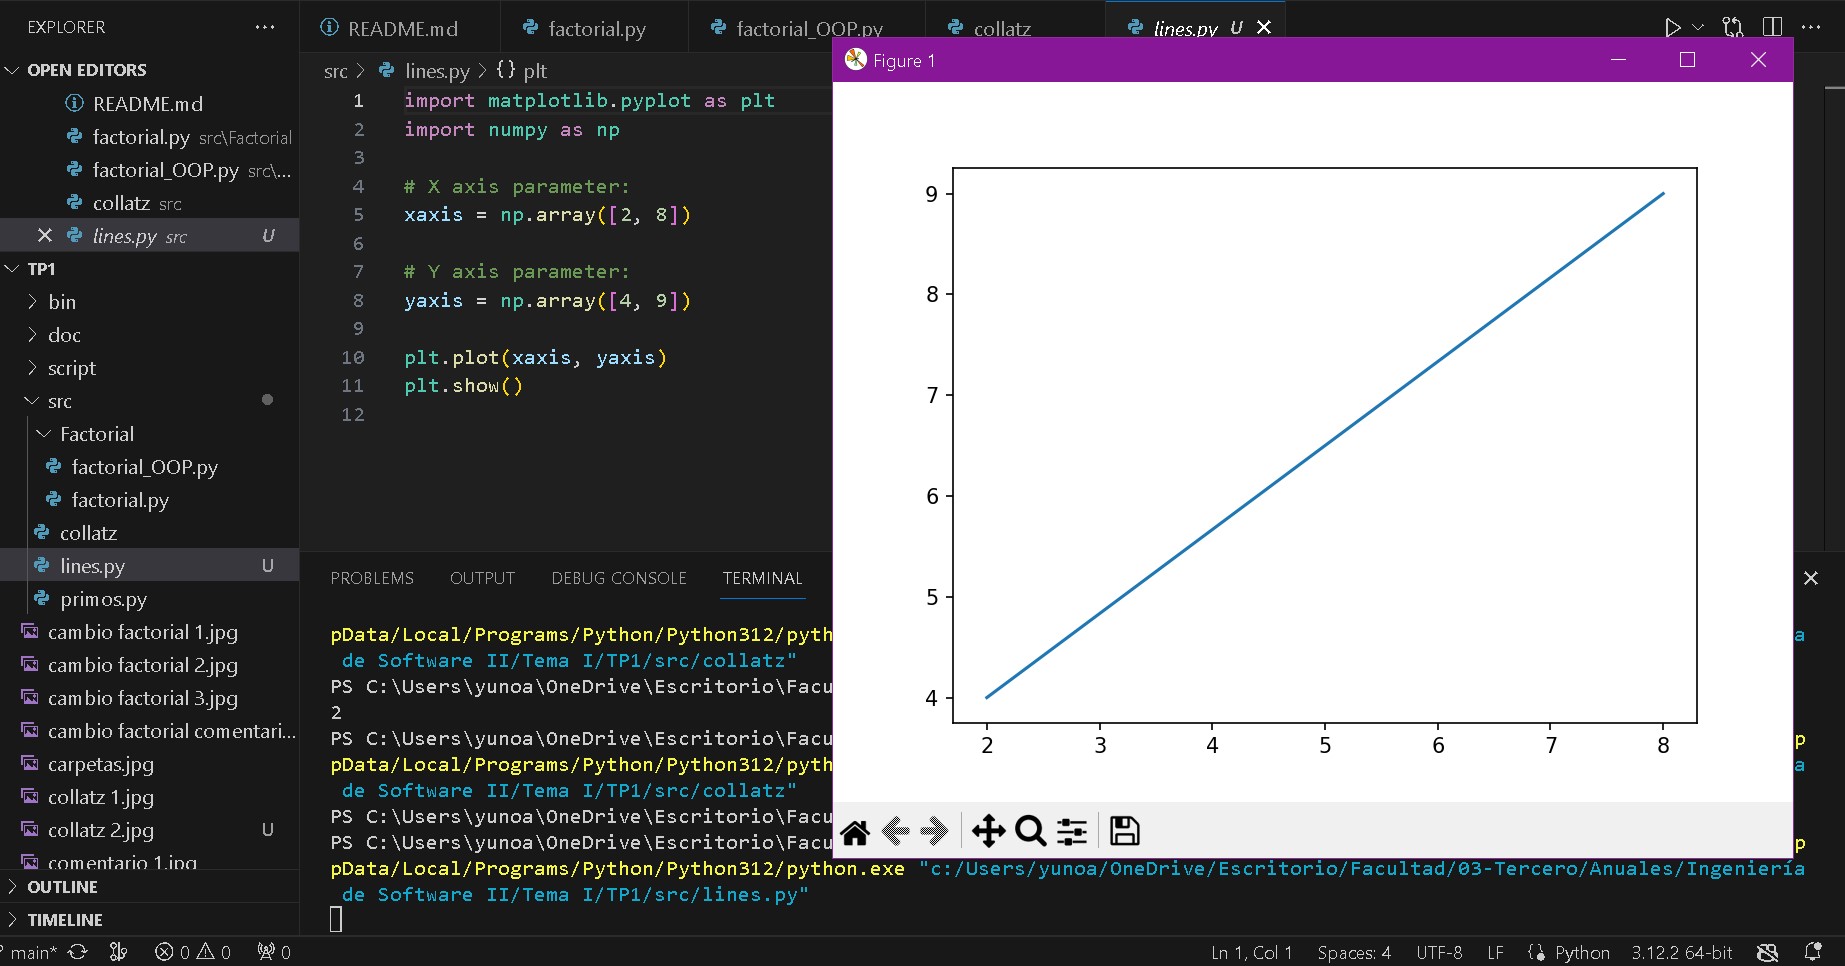 EXPLORER
OPEN EDITORS
README.md
factorial.py src\Factorial
factorial_OOP.py src\...
collatz src
lines.py src U
TP1
bin
doc
script
src
Factorial
factorial_OOP.py
factorial.py
collatz
lines.py U
primos.py
cambio factorial 1.jpg
cambio factorial 2.jpg
cambio factorial 3.jpg
cambio factorial comentari...
carpetas.jpg
collatz 1.jpg
collatz 2.jpg U
comentario 1.jpg
OUTLINE
TIMELINE
README.md factorial.py factorial_OOP.py collatz lines.py U
src > lines.py > {} plt
1 import matplotlib.pyplot as plt
2 import numpy as np
3
4 # X axis parameter:
5 xaxis = np.array([2, 8])
6
7 # Y axis parameter:
8 yaxis = np.array([4, 9])
9
10 plt.plot(xaxis, yaxis)
11 plt.show()
12
Figure 1
9
8
7
6
5
4
2 3 4 5 6 7 8
PROBLEMS OUTPUT DEBUG CONSOLE TERMINAL
pData/Local/Programs/Python/Python312/pyth a
de Software II/Tema I/TP1/src/collatz"
PS C:\Users\yunoa\OneDrive\Escritorio\Facu
2
PS C:\Users\yunoa\OneDrive\Escritorio\Facu p
pData/Local/Programs/Python/Python312/pyth a
de Software II/Tema I/TP1/src/collatz"
PS C:\Users\yunoa\OneDrive\Escritorio\Facu
PS C:\Users\yunoa\OneDrive\Escritorio\Facu p
pData/Local/Programs/Python/Python312/python.exe "c:/Users/yunoa/OneDrive/Escritorio/Facultad/03-Tercero/Anuales/Ingeniería
de Software II/Tema I/TP1/src/lines.py"
main* 0 0 0 Ln 1, Col 1 Spaces: 4 UTF-8 LF Python 3.12.2 64-bit